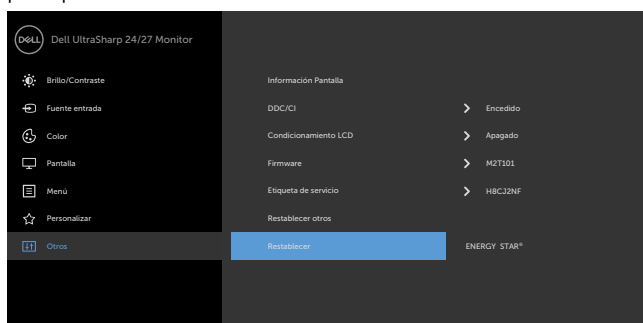 DELL Dell UltraSharp 24/27 Monitor
Brillo/Contraste Información Pantalla
Fuente entrada DDC/CI Encedido
Color Condicionamiento LCD Apagado
Pantalla Firmware M2T101
Menú Etiqueta de servicio H8CJ2NF
Personalizar Restablecer otros
Otros Restablecer ENERGY STAR®